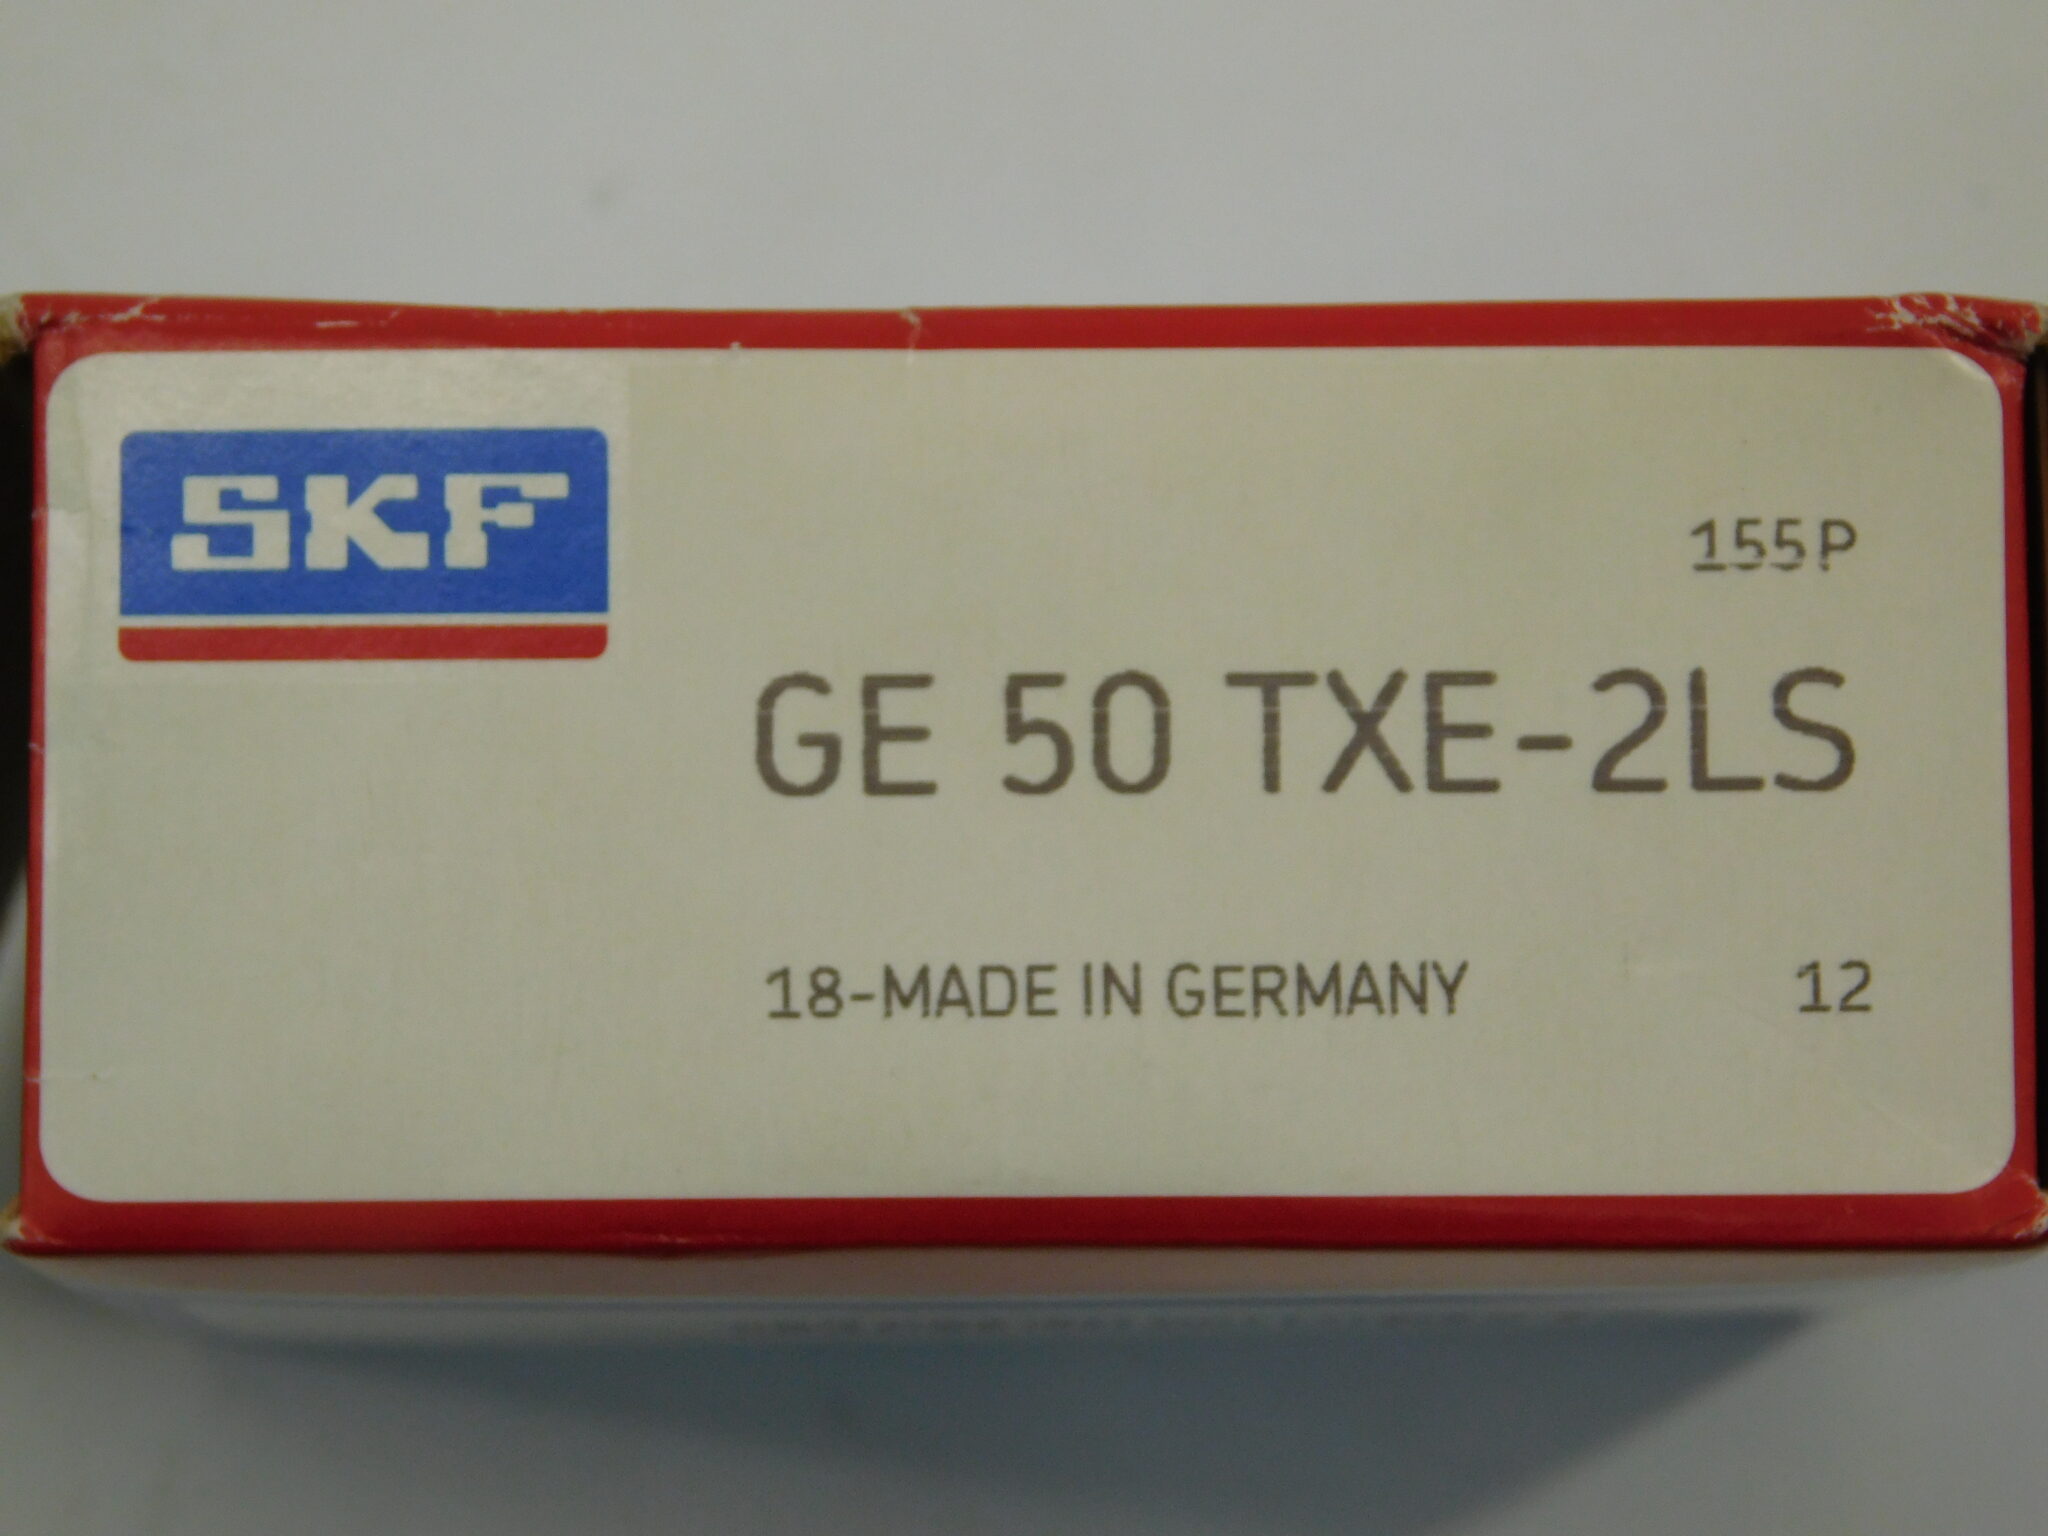 SKF
155P
GE 50 TXE-2LS
18-MADE IN GERMANY 12